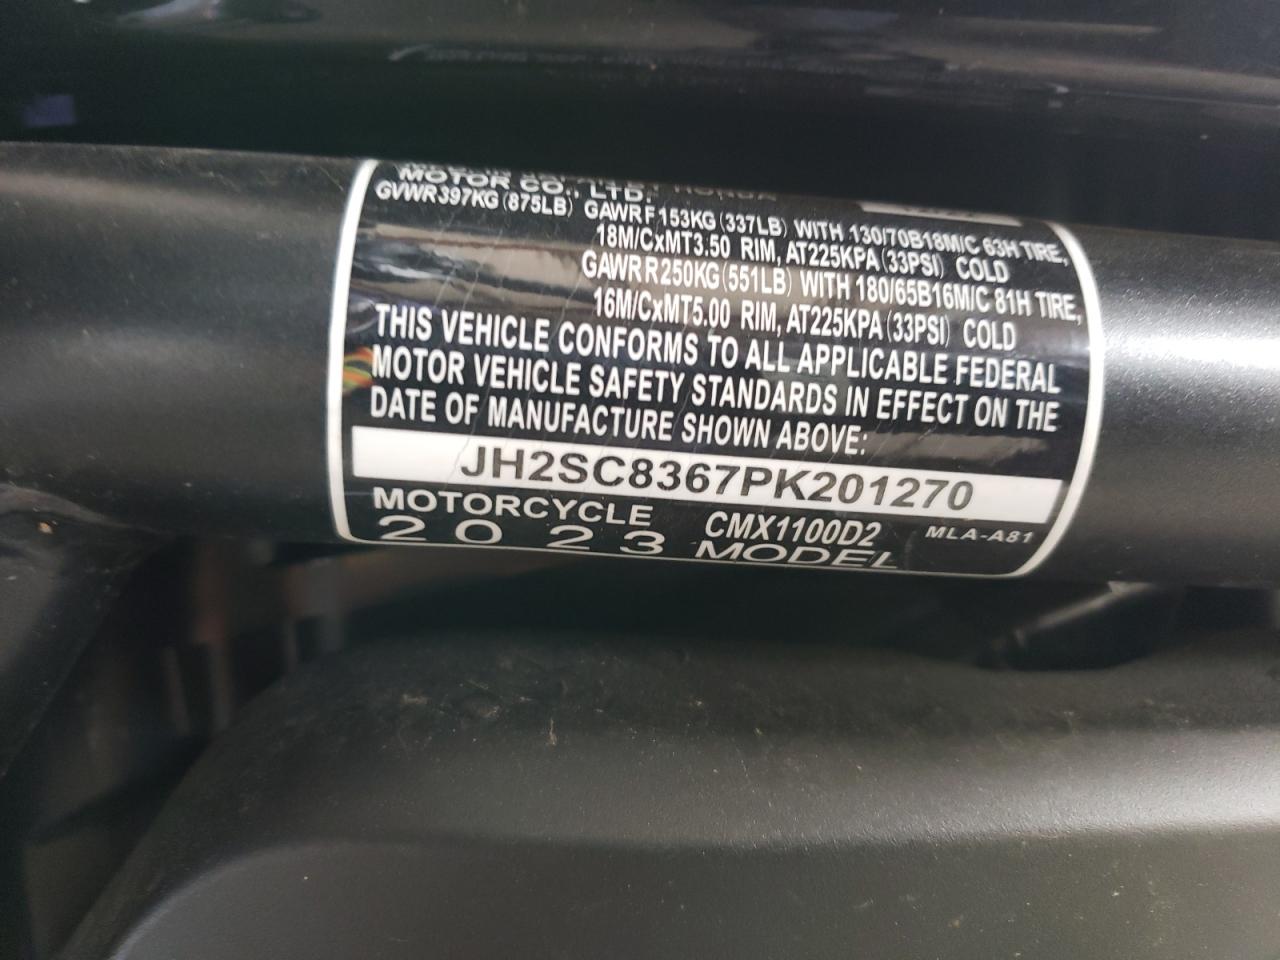 MOTOR CO., LTD.
GVWR 397KG (875LB) GAWR F 153KG (337LB) WITH 130/70B18M/C 63H TIRE,
18M/CxMT3.50 RIM, AT225KPA (33PSI) COLD
GAWR R250KG (551LB) WITH 180/65B16M/C 81H TIRE,
16M/CxMT5.00 RIM, AT225KPA (33PSI) COLD
THIS VEHICLE CONFORMS TO ALL APPLICABLE FEDERAL
MOTOR VEHICLE SAFETY STANDARDS IN EFFECT ON THE
DATE OF MANUFACTURE SHOWN ABOVE:
JH2SC8367PK201270
MOTORCYCLE CMX1100D2 MLA-A81
2023 MODEL